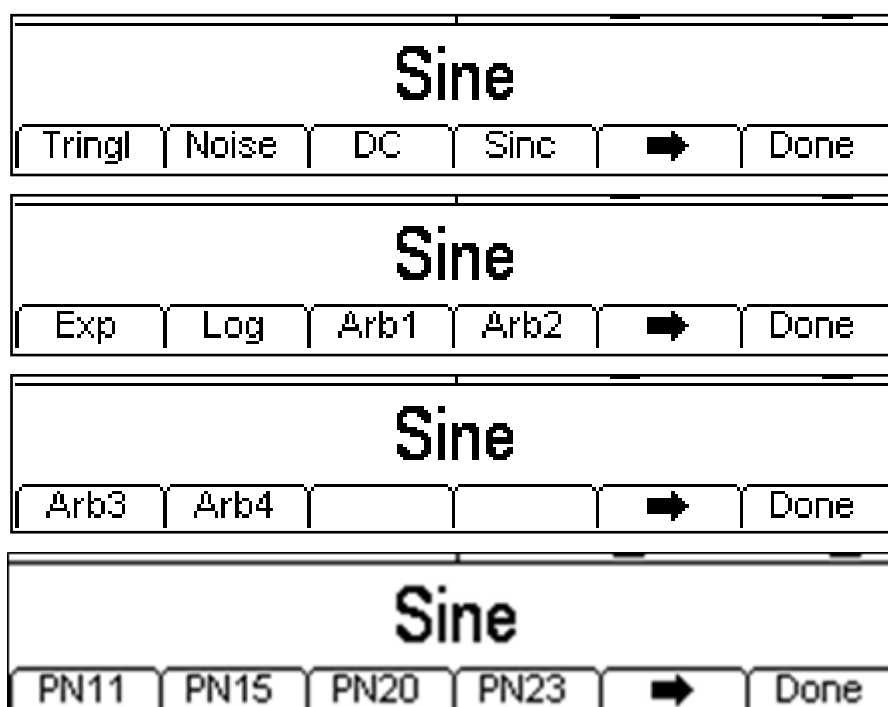 Sine
Tringl Noise DC Sinc Done
Sine
Exp Log Arb1 Arb2 Done
Sine
Arb3 Arb4 Done
Sine
PN11 PN15 PN20 PN23 Done